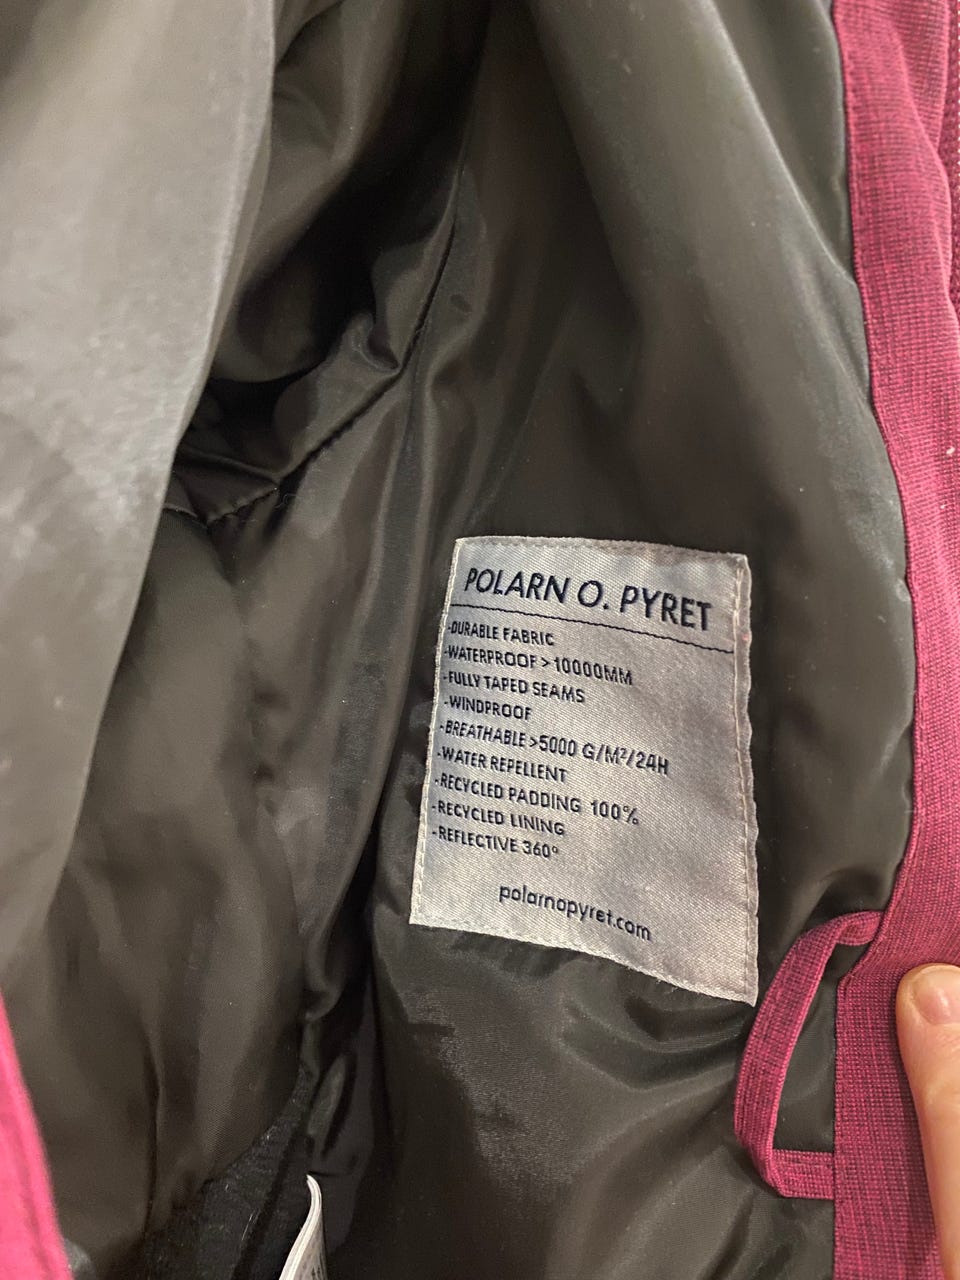 POLARN O. PYRET
-DURABLE FABRIC
-WATERPROOF >10000MM
-FULLY TAPED SEAMS
-WINDPROOF
-BREATHABLE >5000 G/M²/24H
-WATER REPELLENT
-RECYCLED PADDING 100%
-RECYCLED LINING
-REFLECTIVE 360°
polarnopyret.com